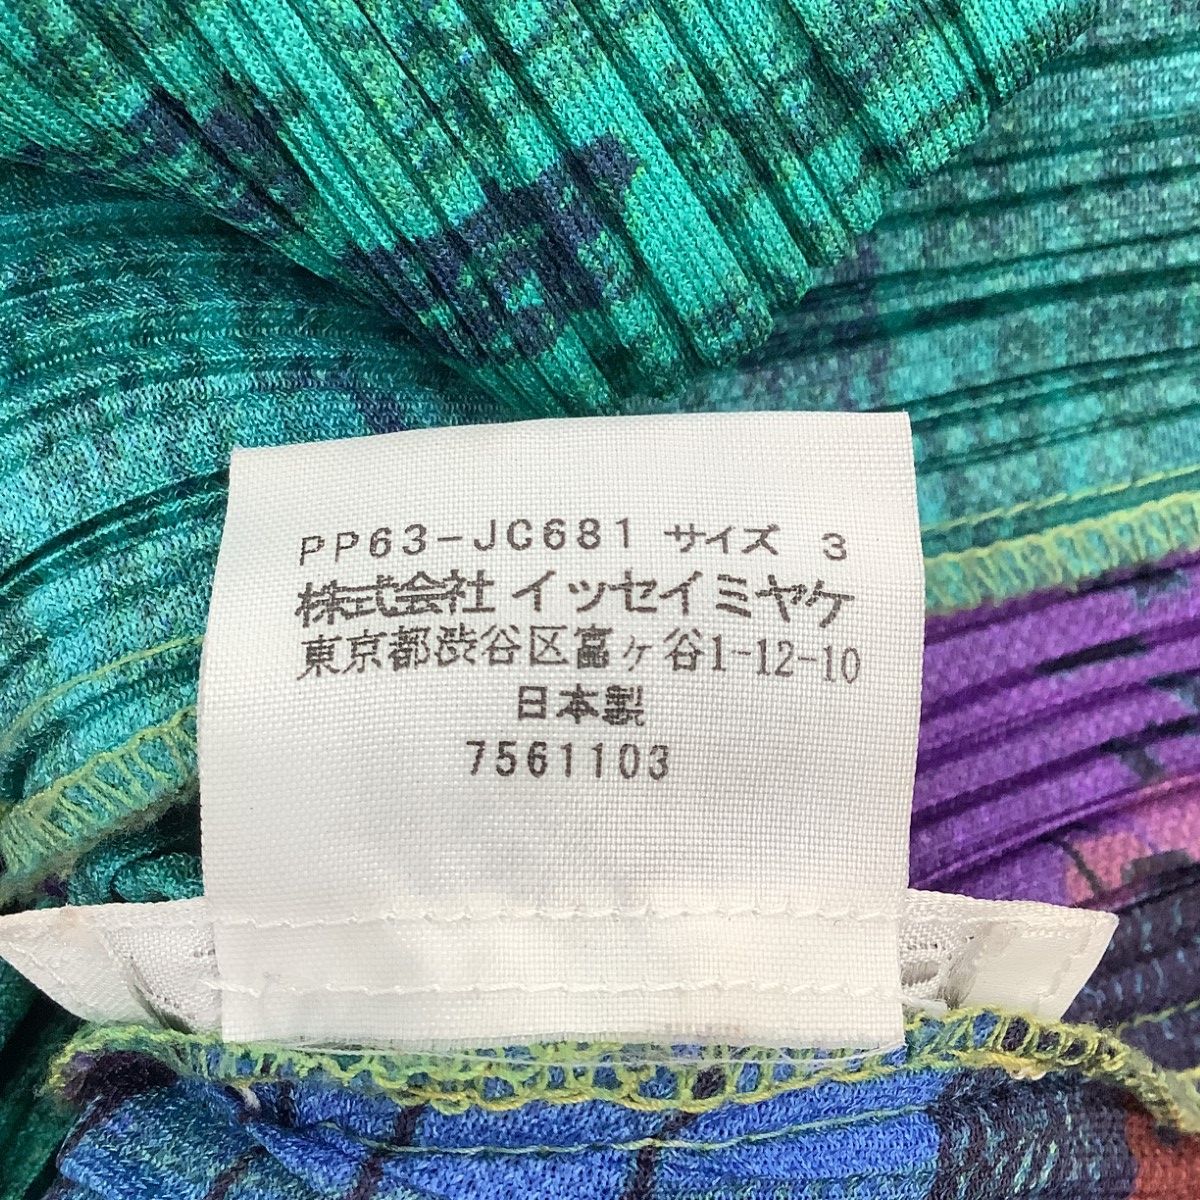 PP63-JC681 サイズ 3
株式会社 イッセイミヤケ
東京都渋谷区富ヶ谷1-12-10
日本製
7561103